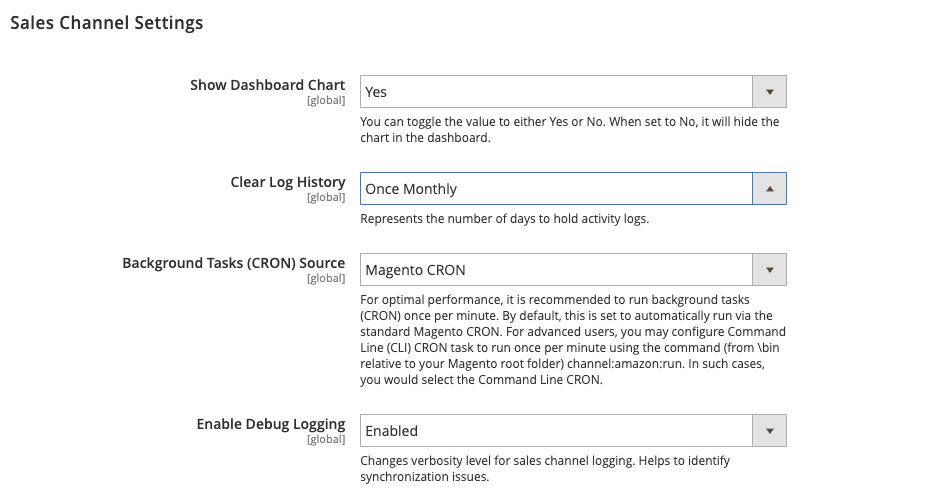 Sales Channel Settings
Show Dashboard Chart
[global]
Yes
You can toggle the value to either Yes or No. When set to No, it will hide the
chart in the dashboard.
Clear Log History
[global]
Once Monthly
Represents the number of days to hold activity logs.
Background Tasks (CRON) Source
[global]
Magento CRON
For optimal performance, it is recommended to run background tasks
(CRON) once per minute. By default, this is set to automatically run via the
standard Magento CRON. For advanced users, you may configure Command
Line (CLI) CRON task to run once per minute using the command (from \bin
relative to your Magento root folder) channel:amazon:run. In such cases,
you would select the Command Line CRON.
Enable Debug Logging
[global]
Enabled
Changes verbosity level for sales channel logging. Helps to identify
synchronization issues.